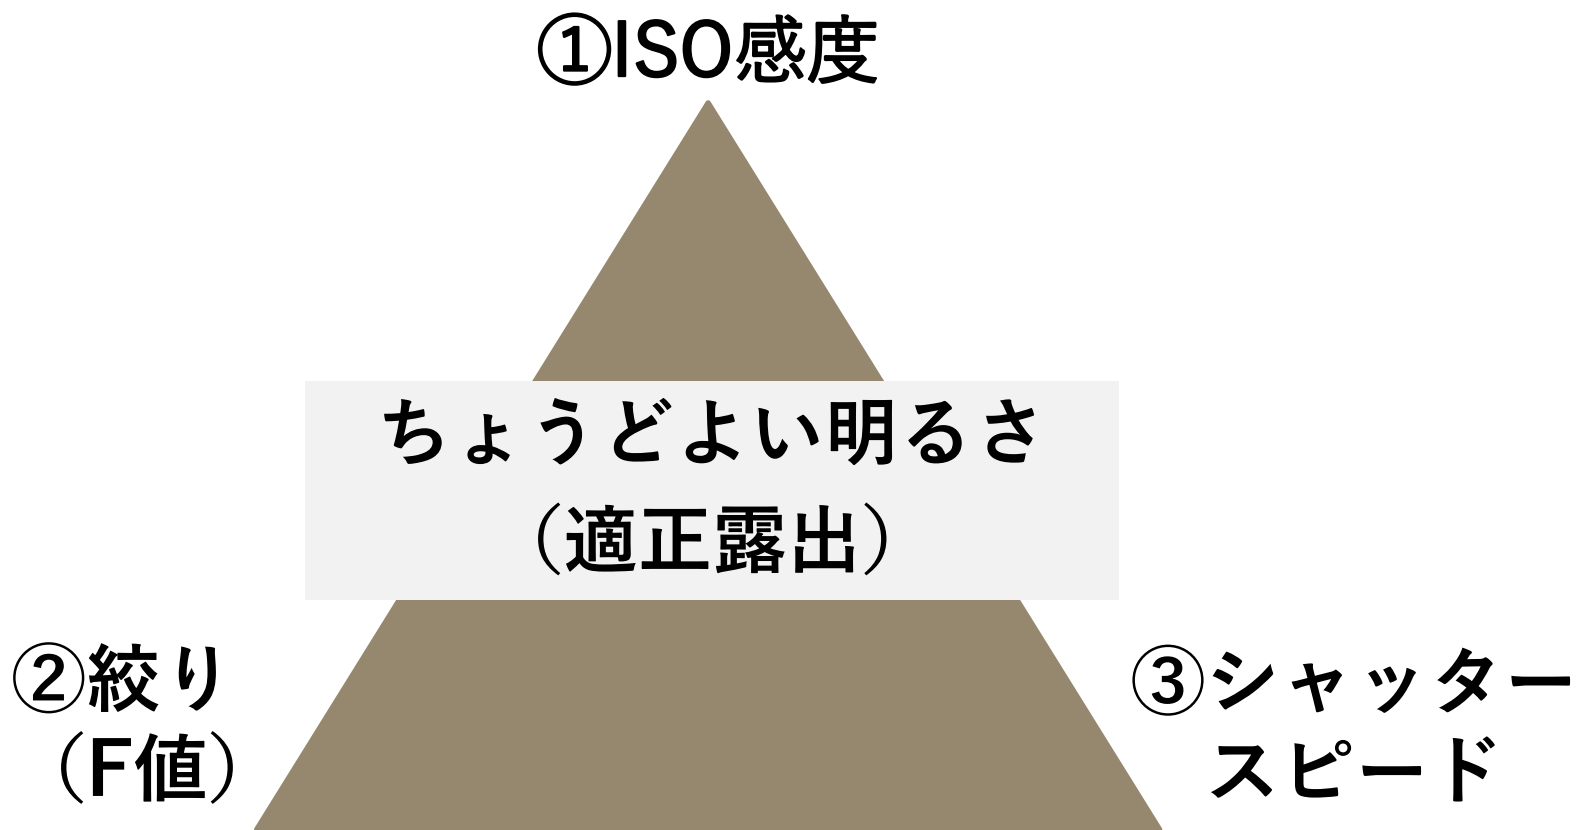 ①ISO感度
ちょうどよい明るさ
（適正露出）
②絞り
（F値）
③シャッター
スピード